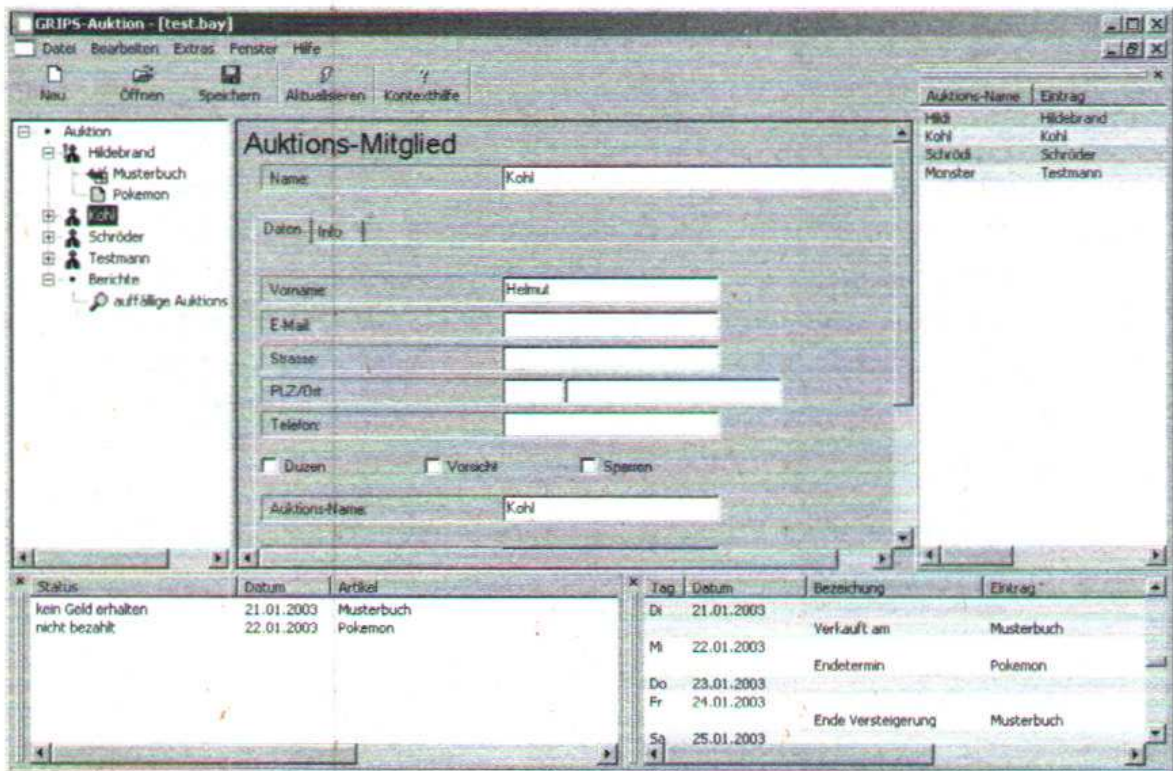 GRIPS-Auktion - [test.bay]
Datei Bearbeiten Extras Fenster Hilfe
Neu Öffnen Speichern Aktualisieren Kontexthilfe
Auktion
Hildebrand
Musterbuch
Pokemon
Kohl
Schröder
Testmann
Berichte
auffällige Auktions
Auktions-Mitglied
Name: Kohl
Daten Info
Vorname: Helmut
E-Mail:
Strasse:
PLZ/Ort
Telefon:
Duzen Vorsicht Sperren
Auktions-Name: Kohl
Auktions-Name Eintrag
Hildi Hildebrand
Kohl Kohl
Schrödi Schröder
Monster Testmann
Status Datum Artikel
kein Geld erhalten 21.01.2003 Musterbuch
nicht bezahlt 22.01.2003 Pokemon
Tag Datum Bezeichung Eintrag
Di 21.01.2003
Verkauft am Musterbuch
Mi 22.01.2003
Endetermin Pokemon
Do 23.01.2003
Fr 24.01.2003
Ende Versteigerung Musterbuch
Sa 25.01.2003